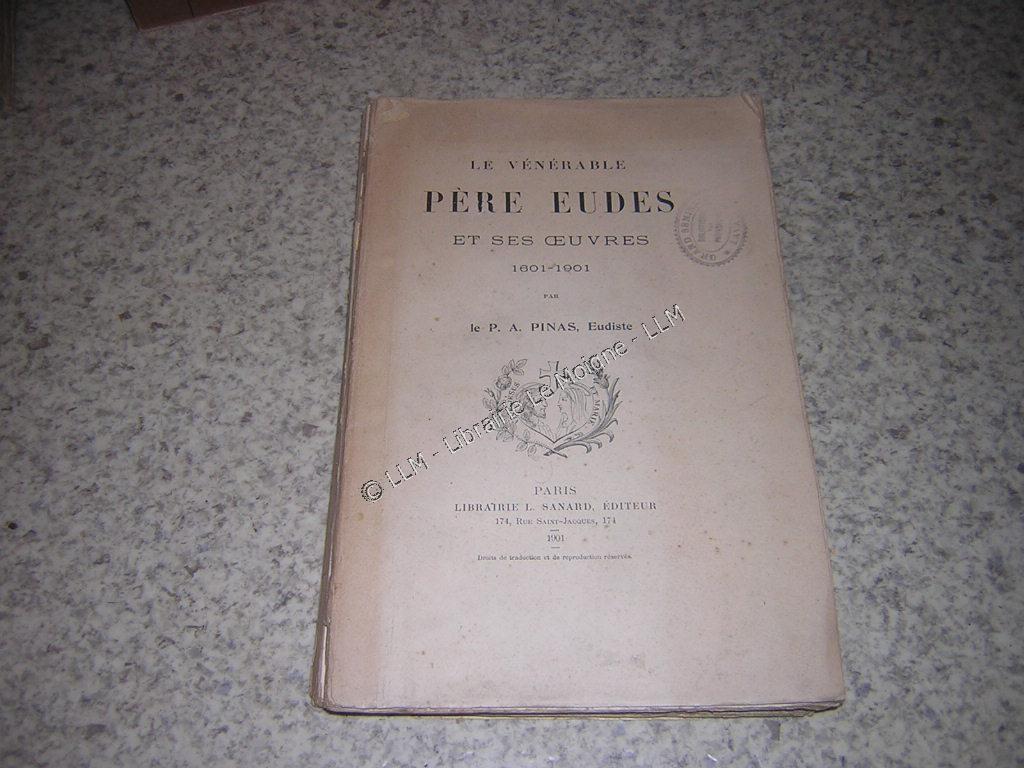 LE VÉNÉRABLE
PÈRE EUDES
ET SES ŒUVRES
1601-1901
PAR
le P. A. PINAS, Eudiste
PARIS
LIBRAIRIE L. SANARD, ÉDITEUR
174, Rue Saint-Jacques, 174
1901
Droits de traduction et de reproduction réservés.
GRAND
© LLM - Librairie Le Moigne - LLM